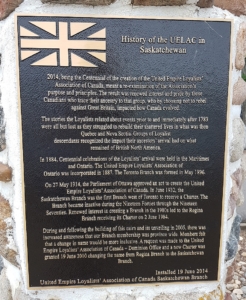 History of the UELAC in
Saskatchewan
2014, being the Centennial of the creation of the United Empire Loyalists'
Association of Canada, meant a re-examination of the Association's
purpose and principles. The result was renewed interest and pride by those
Canadians who trace their ancestry to that group, who by choosing not to rebel
against Great Britain, impacted how Canada evolved.
The stories the Loyalists related about events prior to and immediately after 1783
were all but lost as they struggled to rebuild their shattered lives in what was then
Quebec and Nova Scotia. Groups of Loyalist
descendants recognized the impact their ancestors' arrival had on what
remained of British North America.
In 1884, Centennial celebrations of the Loyalists' arrival were held in the Maritimes
and Ontario. The United Empire Loyalists' Association of
Ontario was incorporated in 1897. The Toronto Branch was formed in May 1896.
On 27 May 1914, the Parliament of Ottawa approved an act to create the United
Empire Loyalists' Association of Canada. In June 1932, the
Saskatchewan Branch was the first Branch west of Toronto to receive a Charter. The
Branch became inactive during the Nineteen Forties through the Nineteen
Seventies. Renewed interest in creating a Branch in the 1980s led to the Regina
Branch receiving its Charter on 2 June 1984.
During and following the building of this cairn and its unveiling in 2005, there was
increased awareness that our Branch membership was province wide. Members felt
that a change in name would be more inclusive. A request was made to the United
Empire Loyalists' Association of Canada – Dominion Office and a new Charter was
granted 19 June 2005 changing the name from Regina Branch to the Saskatchewan
Branch.
Installed 19 June 2014
United Empire Loyalists' Association of Canada Saskatchewan Branch